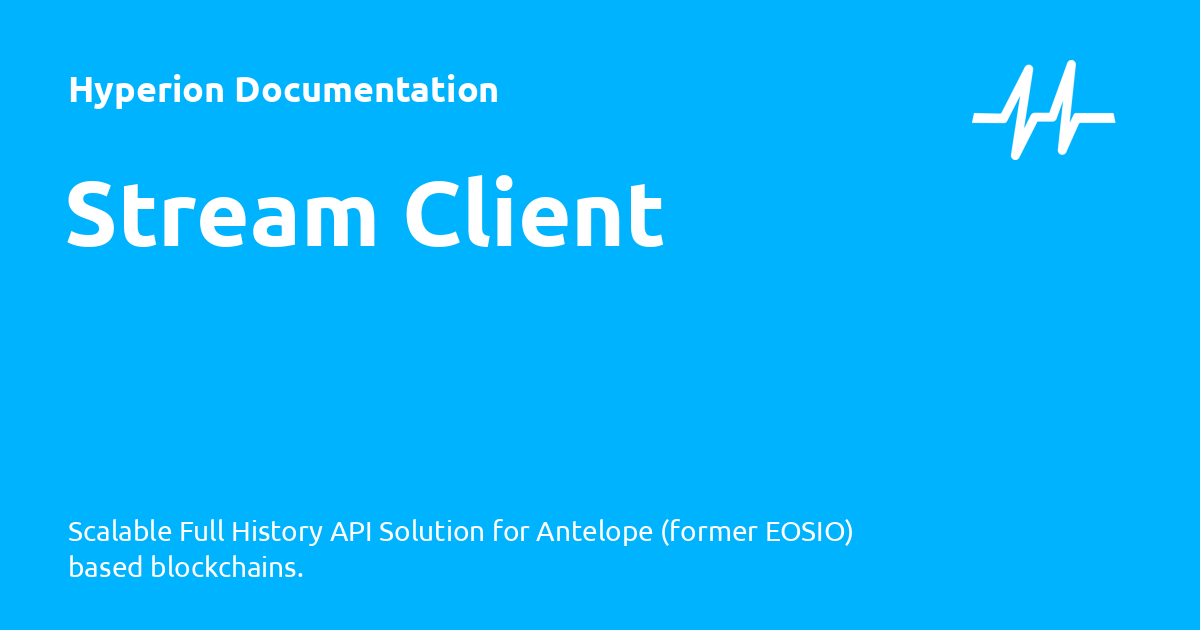 Hyperion Documentation
Stream Client
Scalable Full History API Solution for Antelope (former EOSIO)
based blockchains.